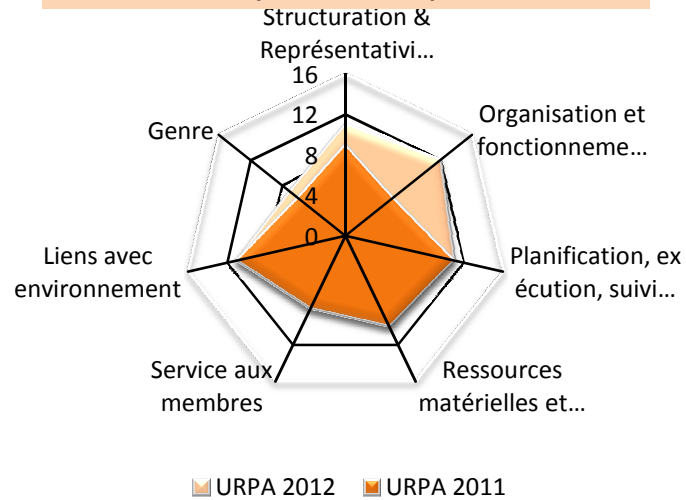 Structuration &
Représentativi...
16
12
8
4
0
Organisation et
fonctionneme...
Genre
Liens avec
environnement
Planification, ex
écution, suivi...
Service aux
membres
Ressources
matérielles et...
URPA 2012
URPA 2011